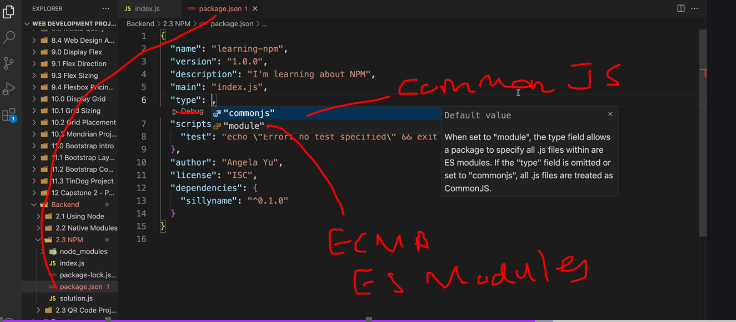 EXPLORER
index.js
package.json 1
WEB DEVELOPMENT PROJ...
Backend > 2.3 NPM > package.json > ...
8.4 Web Design A...
9.0 Display Flex
9.1 Flex Direction
9.3 Flex Sizing
9.4 Flexbox Pricin...
10.0 Display Grid
10.1 Grid Sizing
10.2 Grid Placement
10.3 Mondrian Proj...
11.0 Bootstrap Intro
11.1 Bootstrap Lay...
11.2 Bootstrap Co...
11.3 TinDog Project
12 Capstone 2 - P...
Backend
2.1 Using Node
2.2 Native Modules
2.3 NPM
node_modules
index.js
package-lock.js...
package.json 1
solution.js
2.3 QR Code Proj...
1 {
2 "name": "learning-npm",
3 "version": "1.0.0",
4 "description": "I'm learning about NPM",
5 "main": "index.js",
6 "type": ,
Debug
"commonjs"
"module"
7 "scripts
8 "test": "echo \"Error: no test specified\" && exit
9 },
10 "author": "Angela Yu",
11 "license": "ISC",
12 "dependencies": {
13 "sillyname": "^0.1.0"
14 }
15 }
16
Default value
When set to "module", the type field allows
a package to specify all .js files within are
ES modules. If the "type" field is omitted or
set to "commonjs", all .js files are treated as
CommonJS.
Common JS
ECMA
ES Modules